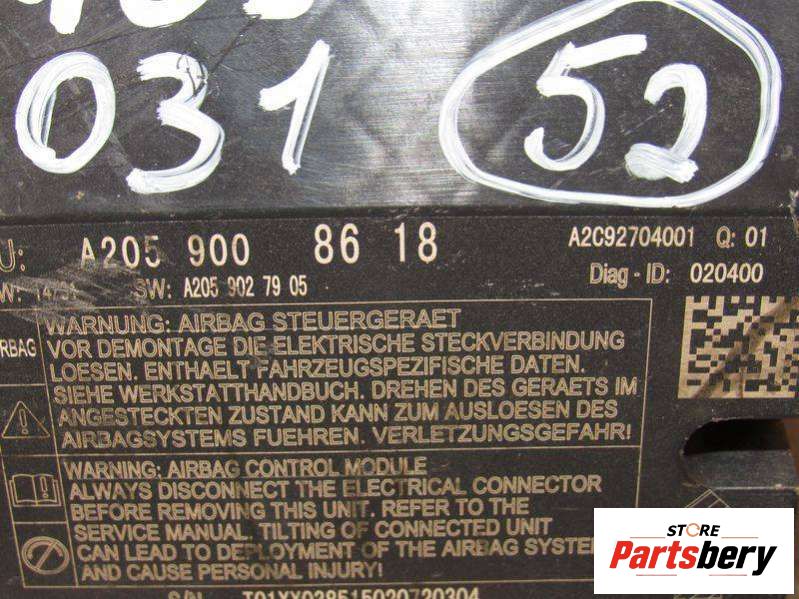 031 52
U: A205 900 8618 A2C92704001 Q: 01
SW: A205 902 79 05 Diag - ID: 020400
WARNUNG: AIRBAG STEUERGERAET
RBAG VOR DEMONTAGE DIE ELEKTRISCHE STECKVERBINDUNG
LOESEN. ENTHAELT FAHRZEUGSPEZIFISCHE DATEN.
SIEHE WERKSTATTHANDBUCH. DREHEN DES GERAETS IM
ANGESTECKTEN ZUSTAND KANN ZUM AUSLOESEN DES
AIRBAGSYSTEMS FUEHREN. VERLETZUNGSGEFAHR!
WARNING: AIRBAG CONTROL MODULE
ALWAYS DISCONNECT THE ELECTRICAL CONNECTOR
BEFORE REMOVING THIS UNIT. REFER TO THE
SERVICE MANUAL. TILTING OF CONNECTED UNIT
CAN LEAD TO DEPLOYMENT OF THE AIRBAG SYSTEM
AND CAUSE PERSONAL INJURY!
S/N T01XX028515020720304
STORE
Partsbery